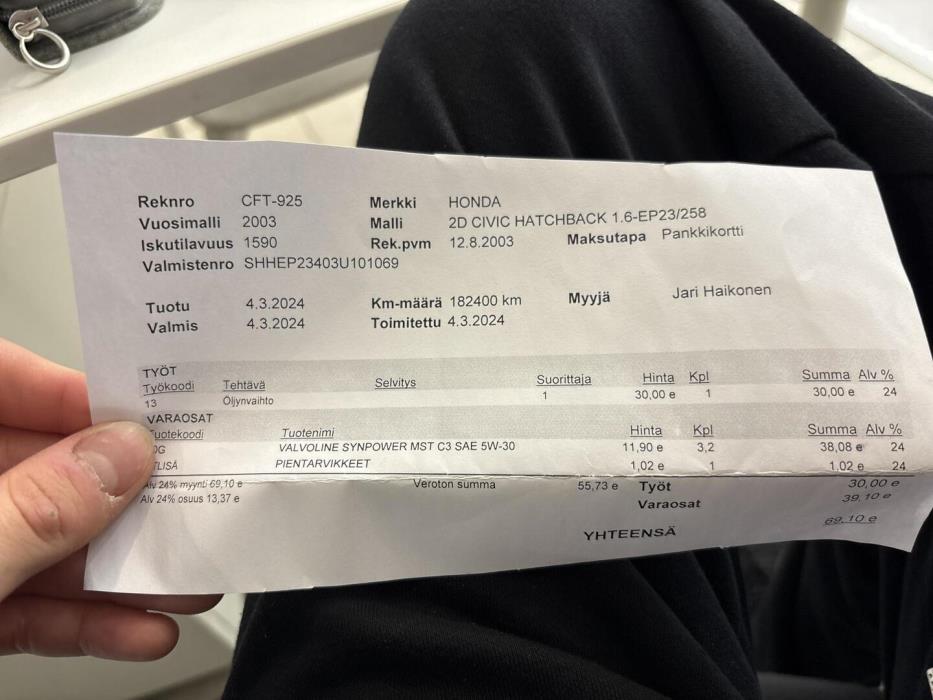 Reknro CFT-925 Merkki HONDA
Vuosimalli 2003 Malli 2D CIVIC HATCHBACK 1.6-EP23/258
Iskutilavuus 1590 Rek.pvm 12.8.2003 Maksutapa Pankkikortti
Valmistenro SHHEP23403U101069
Tuotu 4.3.2024 Km-määrä 182400 km Myyjä Jari Haikonen
Valmis 4.3.2024 Toimitettu 4.3.2024
TYÖT
Työkoodi Tehtävä Selvitys Suorittaja Hinta Kpl Summa Alv %
13 Öljynvaihto 1 30,00 e 1 30,00 e 24
VARAOSAT
Tuotekoodi Tuotenimi Hinta Kpl Summa Alv %
VALVOLINE SYNPOWER MST C3 SAE 5W-30 11,90 e 3,2 38,08 e 24
PIENTARVIKKEET 1,02 e 1 1,02 e 24
Alv 24% myynti 69,10 e Veroton summa 55,73 e Työt 30,00 e
Alv 24% osuus 13,37 e Varaosat 39,10 e
YHTEENSÄ 69,10 e